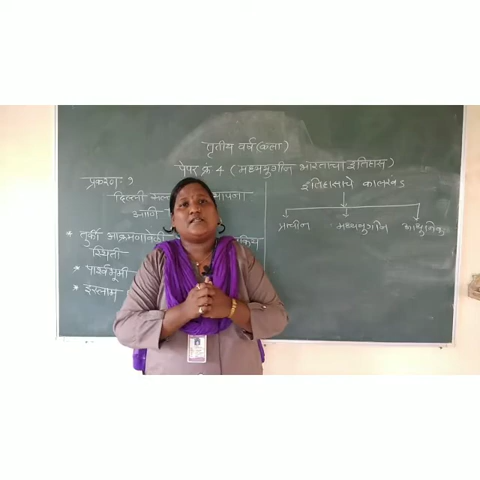 तृतीय वर्ष (कला)
पेपर क्रं 4 ( मध्ययुगीन भारताचा इतिहास )
प्रकरण- १
दिल्ली
आणि
* तुर्की आक्रमणावेळी
स्थिती
* पार्श्वभूमी
* इस्लाम
इतिहासाचे कालखंड
प्राचीन मध्ययुगीन आधुनिक